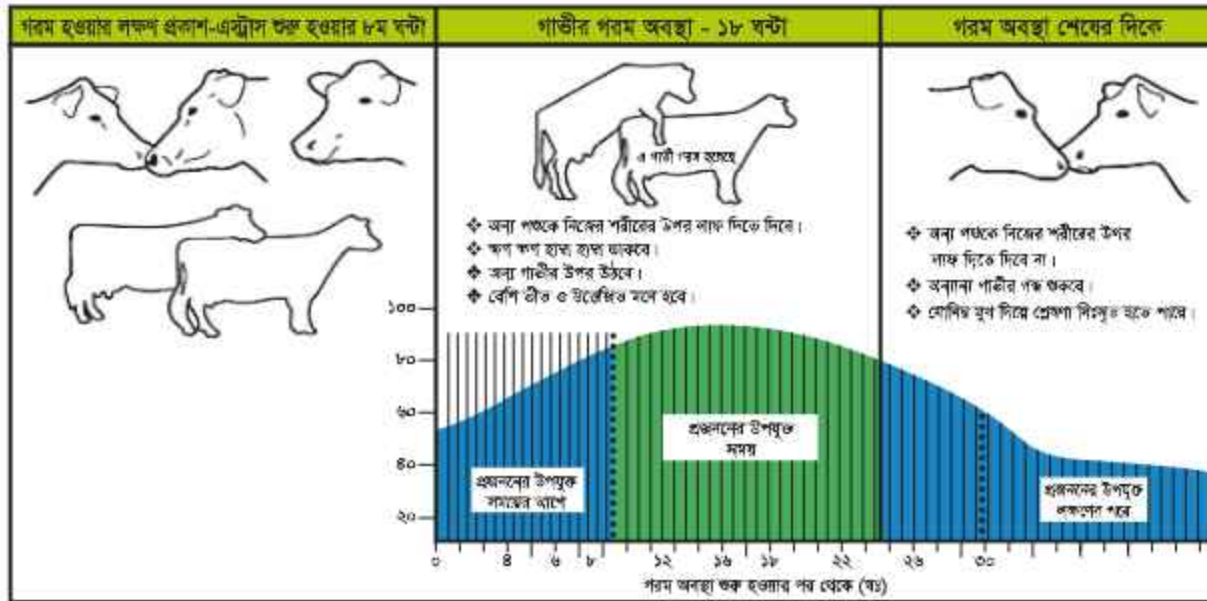 গরম হওয়ার লক্ষণ প্রকাশ-এস্ট্রাস শুরু হওয়ার ৮ম ঘন্টা
গাভীর গরম অবস্থা - ১৮ ঘন্টা
গরম অবস্থা শেষের দিকে
এ গাভী গরম হয়েছে
❖ অন্য পশুকে নিজের শরীরের উপর লাফ দিতে দিবে।
❖ ক্ষণ ক্ষণ হাম্বা হাম্বা ডাকবে।
❖ অন্য গাভীর উপর উঠবে।
❖ বেশি ভীত ও উত্তেজিত মনে হবে।
❖ অন্য পশুকে নিজের শরীরের উপর
লাফ দিতে দিবে না।
❖ অন্যান্য গাভীর গন্ধ শুকবে।
❖ যোনির মুখ দিয়ে শ্লেষ্মা নিঃসৃত হতে পারে।
১০০
৮০
৬০
৪০
২০
প্রজননের উপযুক্ত
সময়ের আগে
প্রজননের উপযুক্ত
সময়
প্রজননের উপযুক্ত
পরে
০ ৪ ৬ ৮ ১২ ১৬ ১৮ ২২ ২৬ ৩০
গরম অবস্থা শুরু হওয়ার পর থেকে (ঘঃ)